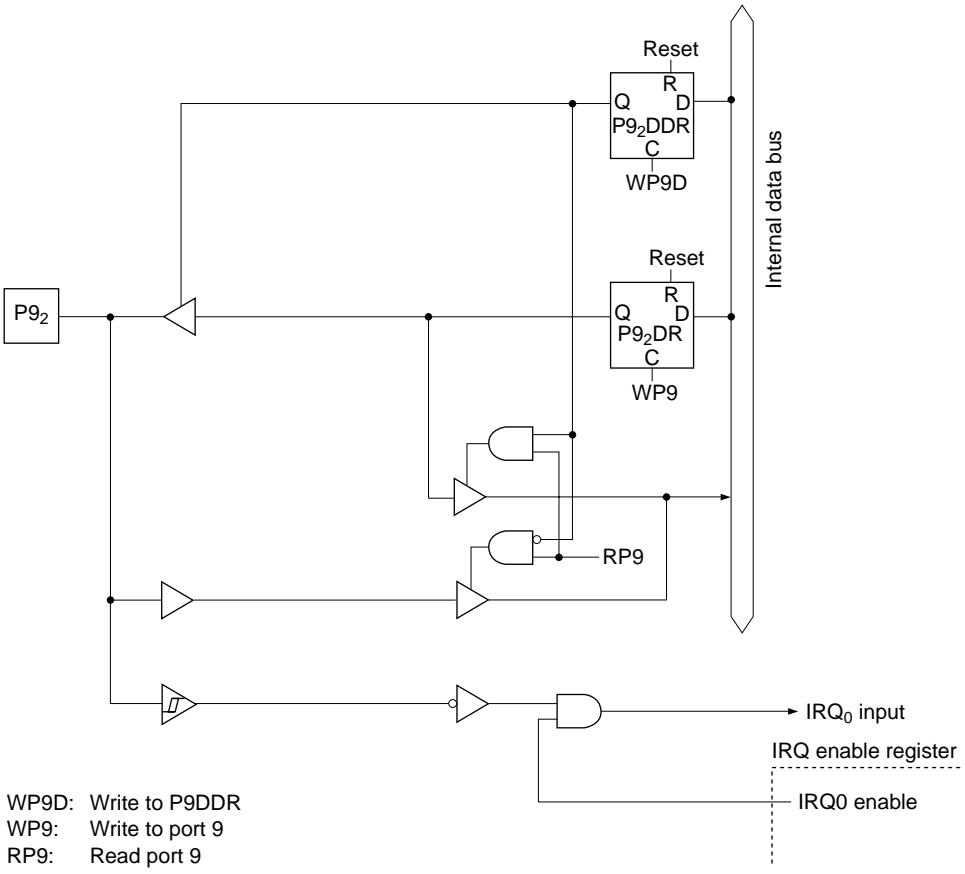 Reset
R
Q
D
P9₂DDR
C
WP9D
Internal data bus
Reset
R
P9₂
Q
D
P9₂DR
C
WP9
RP9
IRQ₀ input
IRQ enable register
IRQ0 enable
WP9D: Write to P9DDR
WP9: Write to port 9
RP9: Read port 9